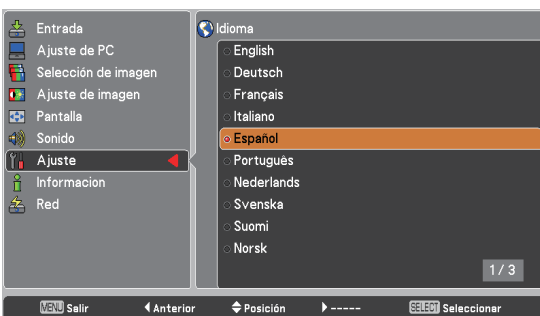 Entrada
Ajuste de PC
Selección de imagen
Ajuste de imagen
Pantalla
Sonido
Ajuste
Informacion
Red
Idioma
English
Deutsch
Français
Italiano
Español
Português
Nederlands
Svenska
Suomi
Norsk
1 / 3
MENU Salir
Anterior
Posición
-----
SELECT Seleccionar